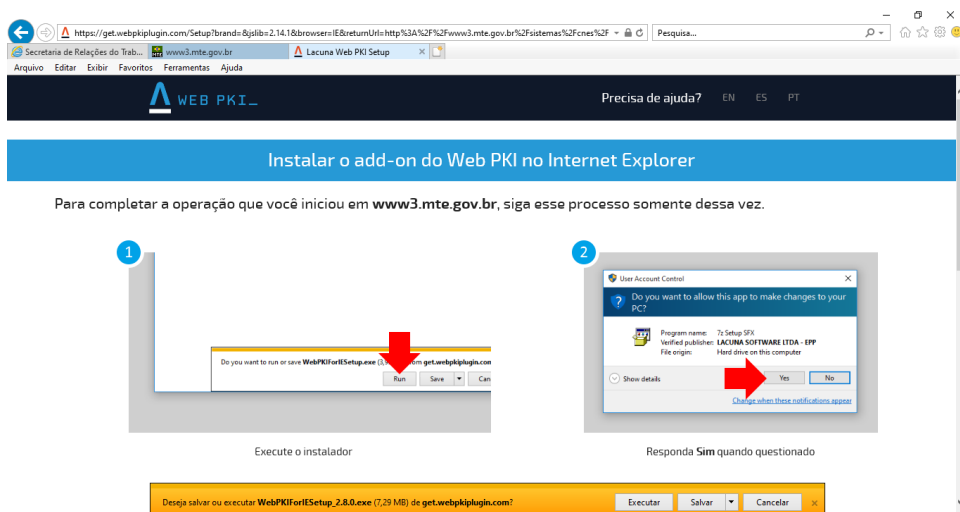 https://get.webpkiplugin.com/Setup?brand=&jslib=2.14.1&browser=IE&returnUrl=http%3A%2F%2Fwww3.mte.gov.br%2Fsistemas%2Fcnes%2F
Pesquisa...
Secretaria de Relações do Trab...
www3.mte.gov.br
Lacuna Web PKI Setup
Arquivo Editar Exibir Favoritos Ferramentas Ajuda
WEB PKI_
Precisa de ajuda? EN ES PT
Instalar o add-on do Web PKI no Internet Explorer
Para completar a operação que você iniciou em www3.mte.gov.br, siga esse processo somente dessa vez.
1
Do you want to run or save WebPKIForIESetup.exe (3, om get.webpkiplugin.con
Run Save Can
Execute o instalador
2
User Account Control
Do you want to allow this app to make changes to your
PC?
Program name: 7z Setup SFX
Verified publisher: LACUNA SOFTWARE LTDA - EPP
File origin: Hard drive on this computer
Show details
Yes No
Change when these notifications appear
Responda Sim quando questionado
Deseja salvar ou executar WebPKIForIESetup_2.8.0.exe (7,29 MB) de get.webpkiplugin.com?
Executar Salvar Cancelar